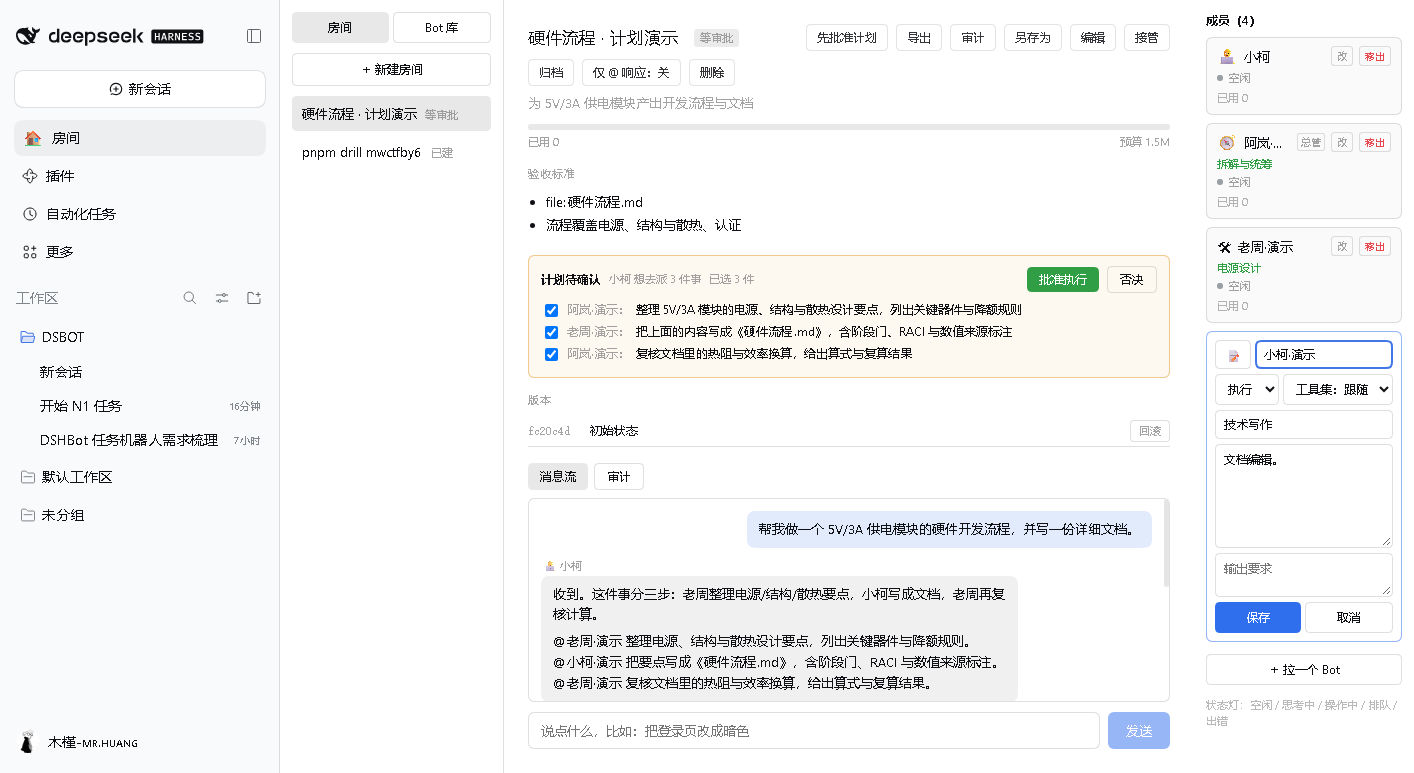 deepseek HARNESS
新会话
房间
插件
自动化任务
更多
工作区
DSBOT
新会话
开始 N1 任务 16分钟
DSHBot 任务机器人需求梳理 7小时
默认工作区
未分组
木槿-MR.HUANG
房间 Bot 库
+ 新建房间
硬件流程 · 计划演示 等审批
pnpm drill mwctfby6 已建
硬件流程 · 计划演示 等审批 先批准计划 导出 审计 另存为 编辑 接管
归档 仅 @ 响应：关 删除
为 5V/3A 供电模块产出开发流程与文档
已用 0 预算 1.5M
验收标准
file:硬件流程.md
流程覆盖电源、结构与散热、认证
计划待确认 小柯 想去派 3 件事 已选 3 件 批准执行 否决
阿岚·演示： 整理 5V/3A 模块的电源、结构与散热设计要点，列出关键器件与降额规则
老周·演示： 把上面的内容写成《硬件流程.md》，含阶段门、RACI 与数值来源标注
阿岚·演示： 复核文档里的热阻与效率换算，给出算式与复算结果
版本
fc20c4d 初始状态 回滚
消息流 审计
帮我做一个 5V/3A 供电模块的硬件开发流程，并写一份详细文档。
小柯
收到。这件事分三步：老周整理电源/结构/散热要点，小柯写成文档，老周再复
核计算。
@老周·演示 整理电源、结构与散热设计要点，列出关键器件与降额规则。
@小柯·演示 把要点写成《硬件流程.md》，含阶段门、RACI 与数值来源标注。
@老周·演示 复核文档里的热阻与效率换算，给出算式与复算结果。
说点什么，比如：把登录页改成暗色 发送
成员（4）
小柯 改 移出
空闲
已用 0
阿岚·... 总管 改 移出
拆解与统筹
空闲
已用 0
老周·演示 改 移出
电源设计
空闲
已用 0
小柯·演示
执行 工具集：跟随
技术写作
文档编辑。
输出要求
保存 取消
+ 拉一个 Bot
状态灯：空闲 / 思考中 / 操作中 / 排队 /
出错